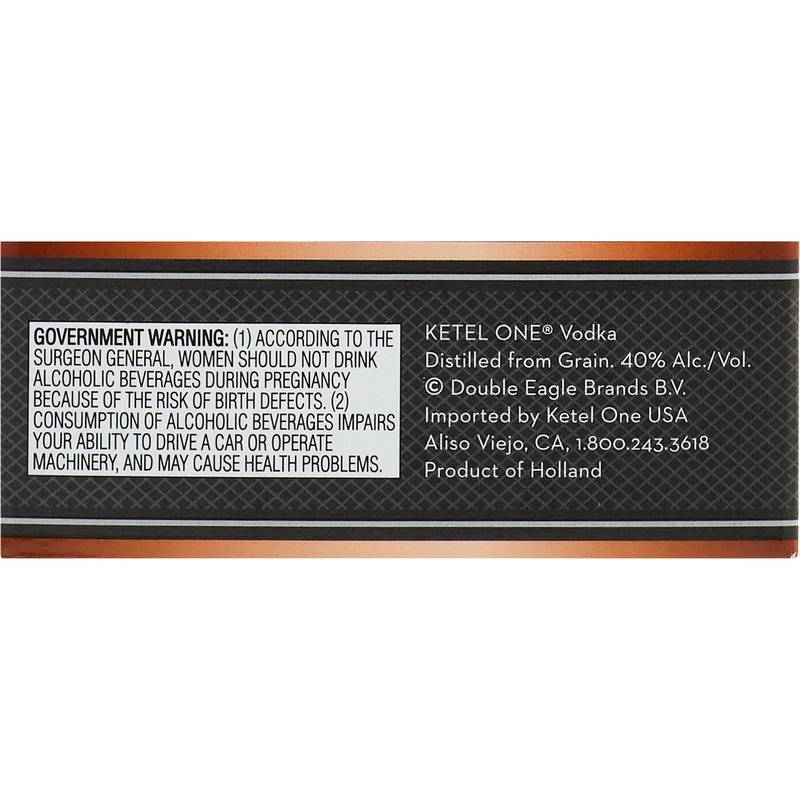 GOVERNMENT WARNING: (1) ACCORDING TO THE
SURGEON GENERAL, WOMEN SHOULD NOT DRINK
ALCOHOLIC BEVERAGES DURING PREGNANCY
BECAUSE OF THE RISK OF BIRTH DEFECTS. (2)
CONSUMPTION OF ALCOHOLIC BEVERAGES IMPAIRS
YOUR ABILITY TO DRIVE A CAR OR OPERATE
MACHINERY, AND MAY CAUSE HEALTH PROBLEMS.
KETEL ONE® Vodka
Distilled from Grain. 40% Alc./Vol.
© Double Eagle Brands B.V.
Imported by Ketel One USA
Aliso Viejo, CA, 1.800.243.3618
Product of Holland